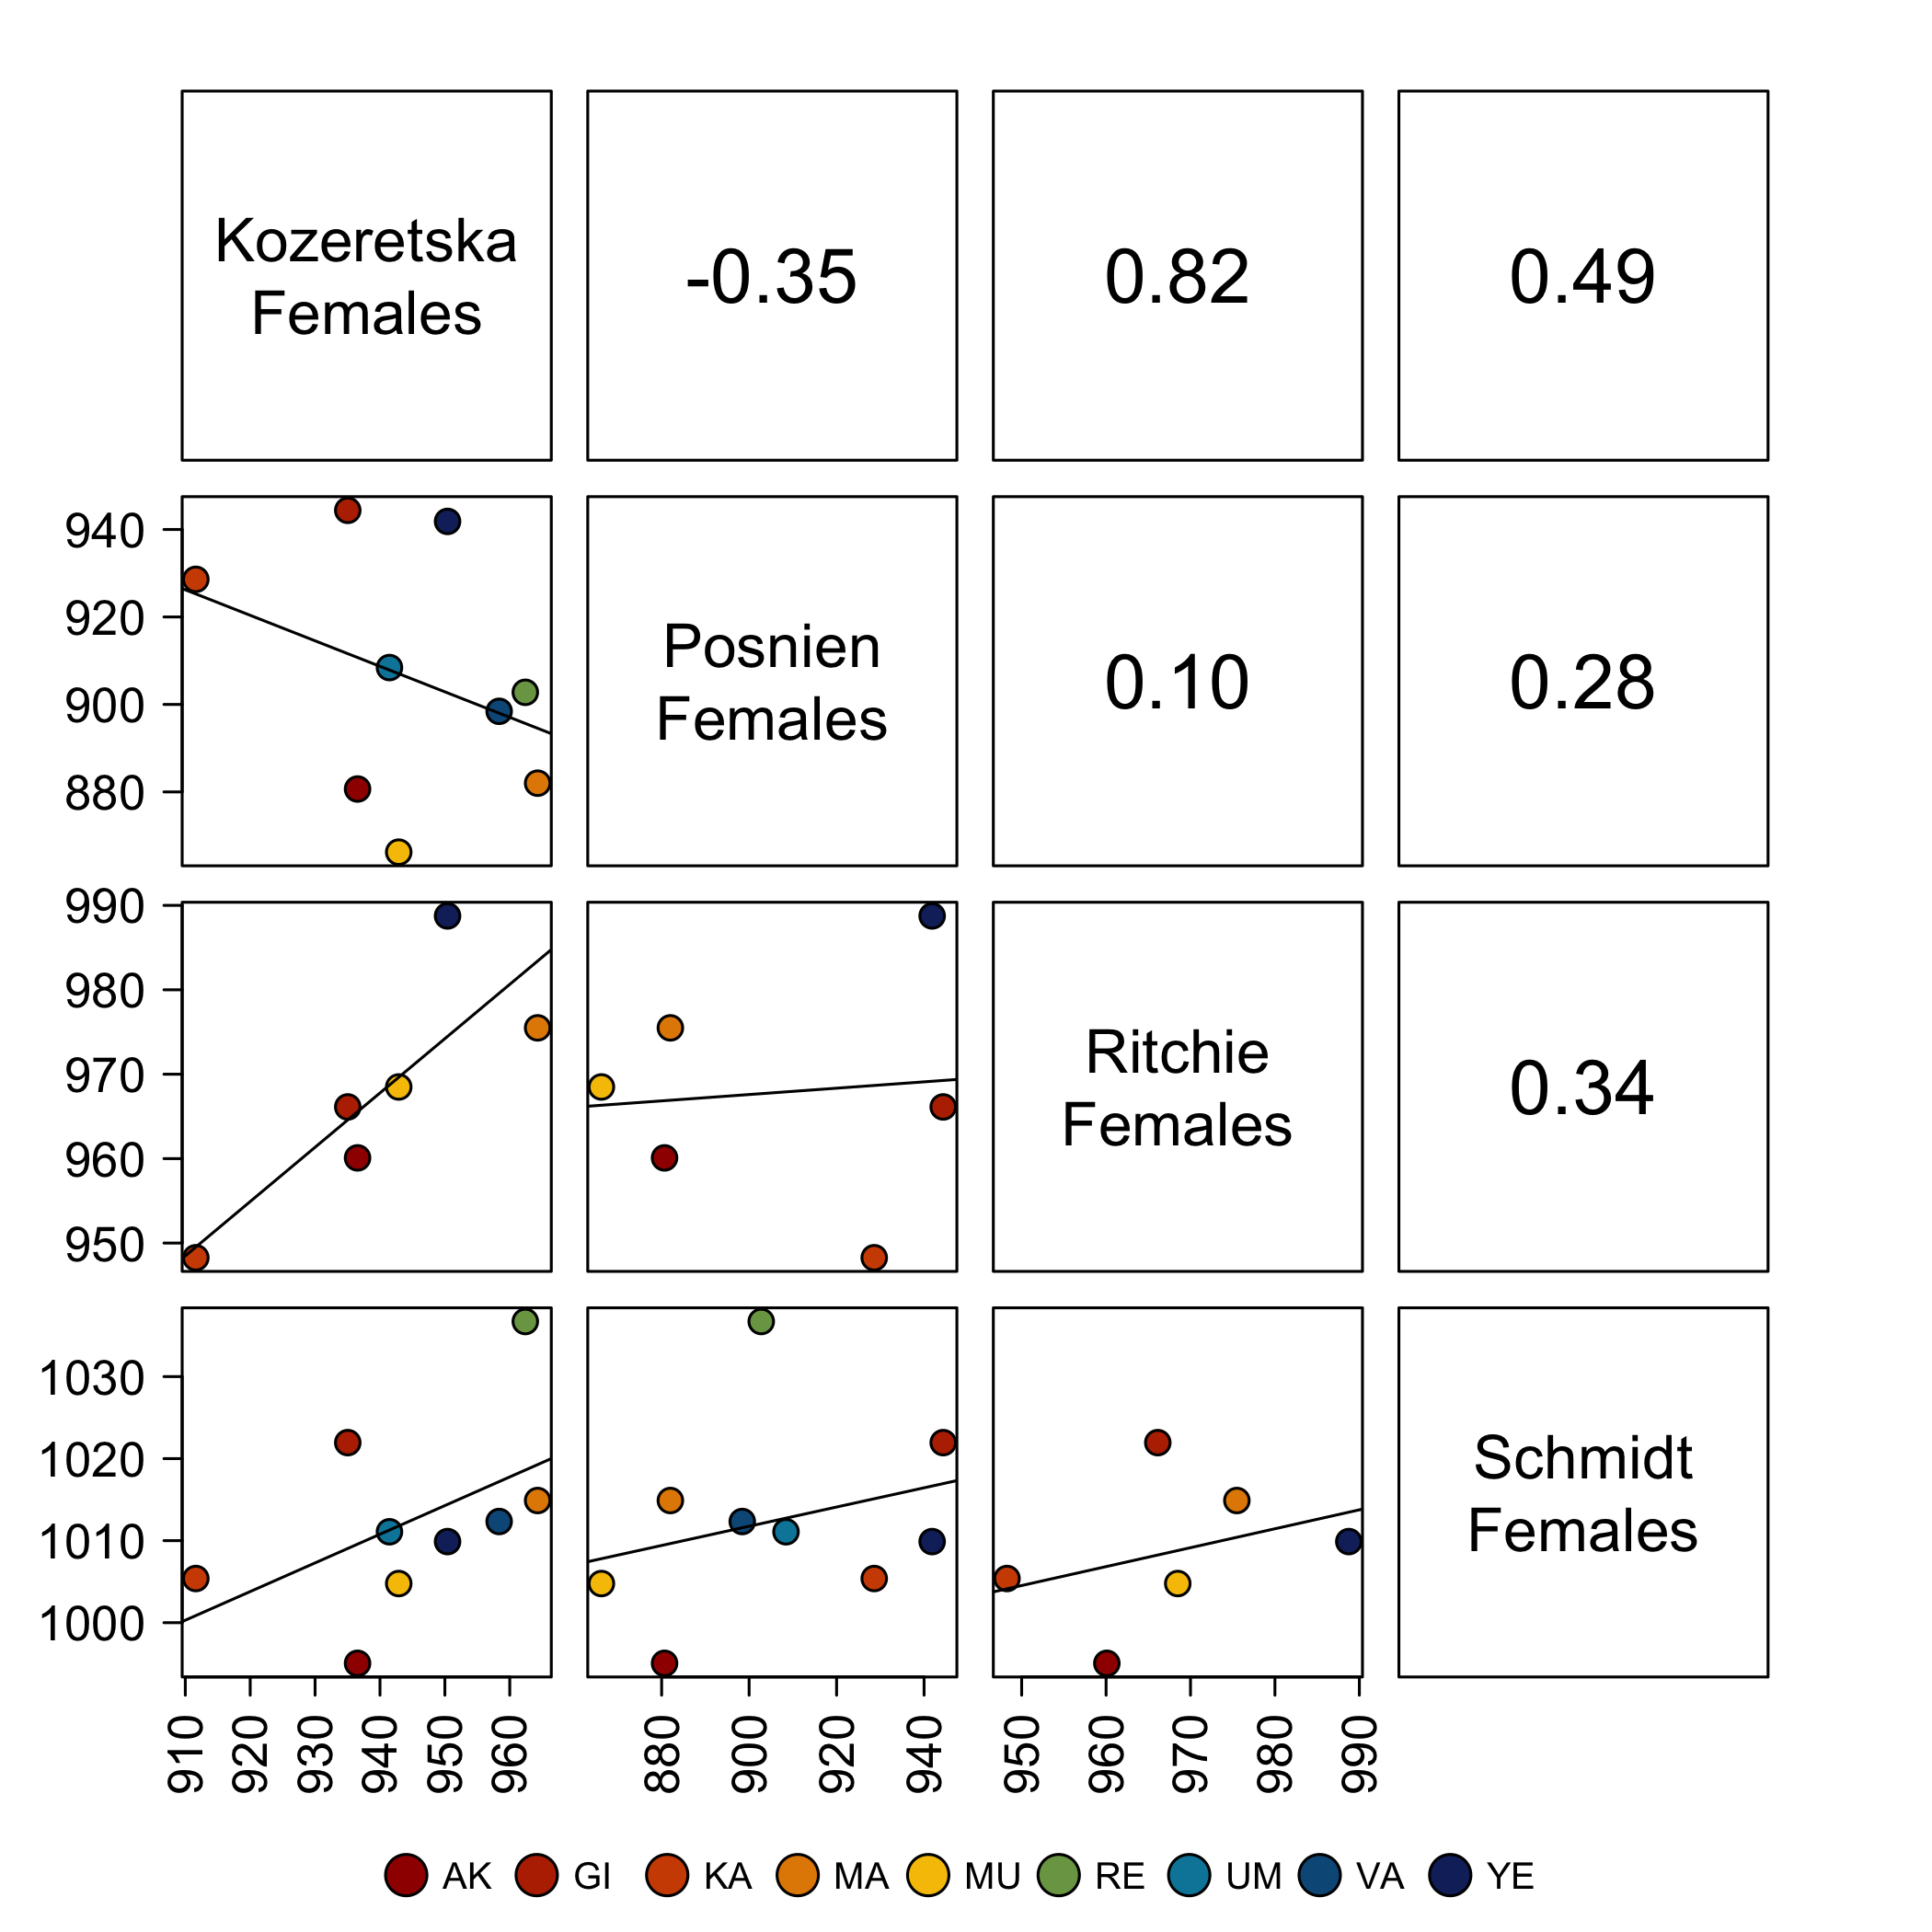 Kozeretska
Females
-0.35
0.82
0.49
940
920
900
880
Posnien
Females
0.10
0.28
990
980
970
960
950
Ritchie
Females
0.34
1030
1020
1010
1000
Schmidt
Females
910 920 930 940 950 960
880 900 920 940
950 960 970 980 990
AK GI KA MA MU RE UM VA YE